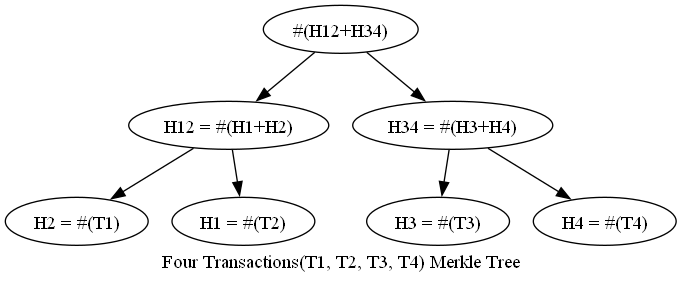 #(H12+H34)
H12 = #(H1+H2)
H34 = #(H3+H4)
H2 = #(T1)
H1 = #(T2)
H3 = #(T3)
H4 = #(T4)
Four Transactions(T1, T2, T3, T4) Merkle Tree